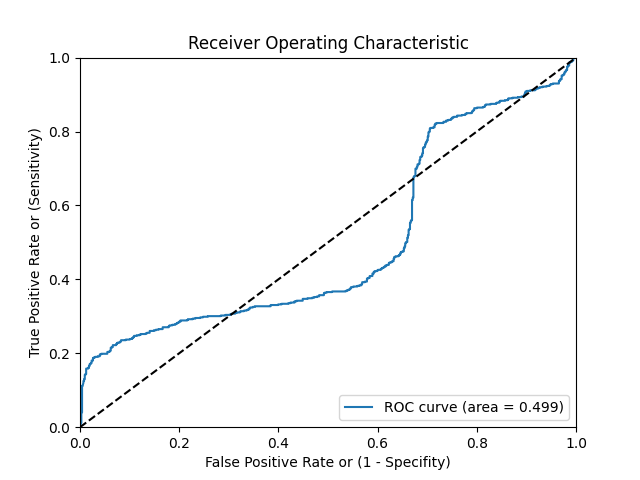 Receiver Operating Characteristic
1.0
0.8
0.6
0.4
0.2
0.0
True Positive Rate or (Sensitivity)
ROC curve (area = 0.499)
0.0 0.2 0.4 0.6 0.8 1.0
False Positive Rate or (1 - Specifity)